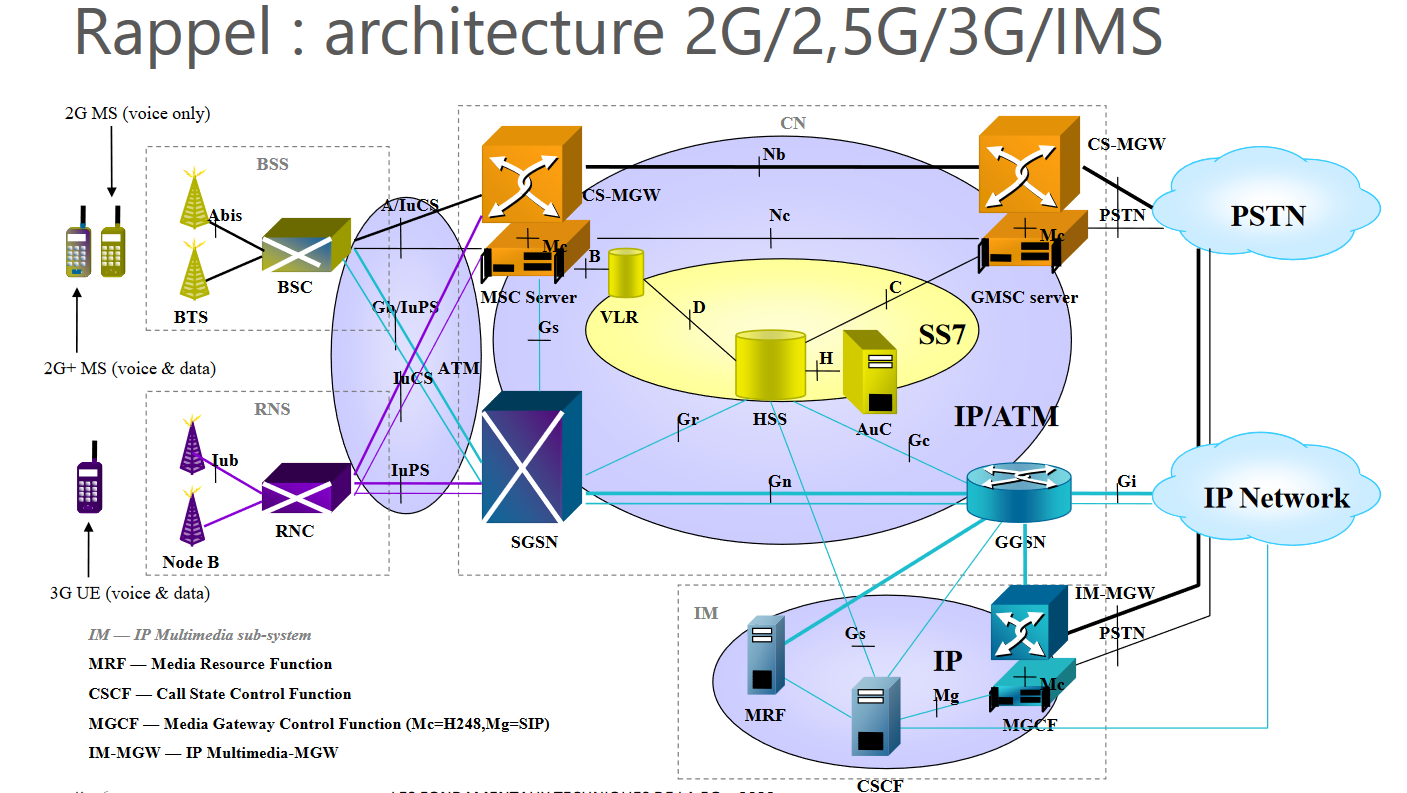 Rappel : architecture 2G/2,5G/3G/IMS
2G MS (voice only)
CN
BSS
CS-MGW
Nb
CS-MGW
Abis
A/IuCS
Nc
PSTN
PSTN
Mc
Mc
B
BSC
MSC Server
GMSC server
C
BTS
Gb/IuPS
VLR
D
Gs
SS7
2G+ MS (voice & data)
ATM
H
IuCS
RNS
HSS
AuC
IP/ATM
Gr
Gc
Iub
IuPS
Gn
Gi
IP Network
RNC
SGSN
GGSN
Node B
3G UE (voice & data)
IM
IM-MGW
Gs
PSTN
IP
Mc
Mg
MRF
MGCF
CSCF
IM — IP Multimedia sub-system
MRF — Media Resource Function
CSCF — Call State Control Function
MGCF — Media Gateway Control Function (Mc=H248,Mg=SIP)
IM-MGW — IP Multimedia-MGW